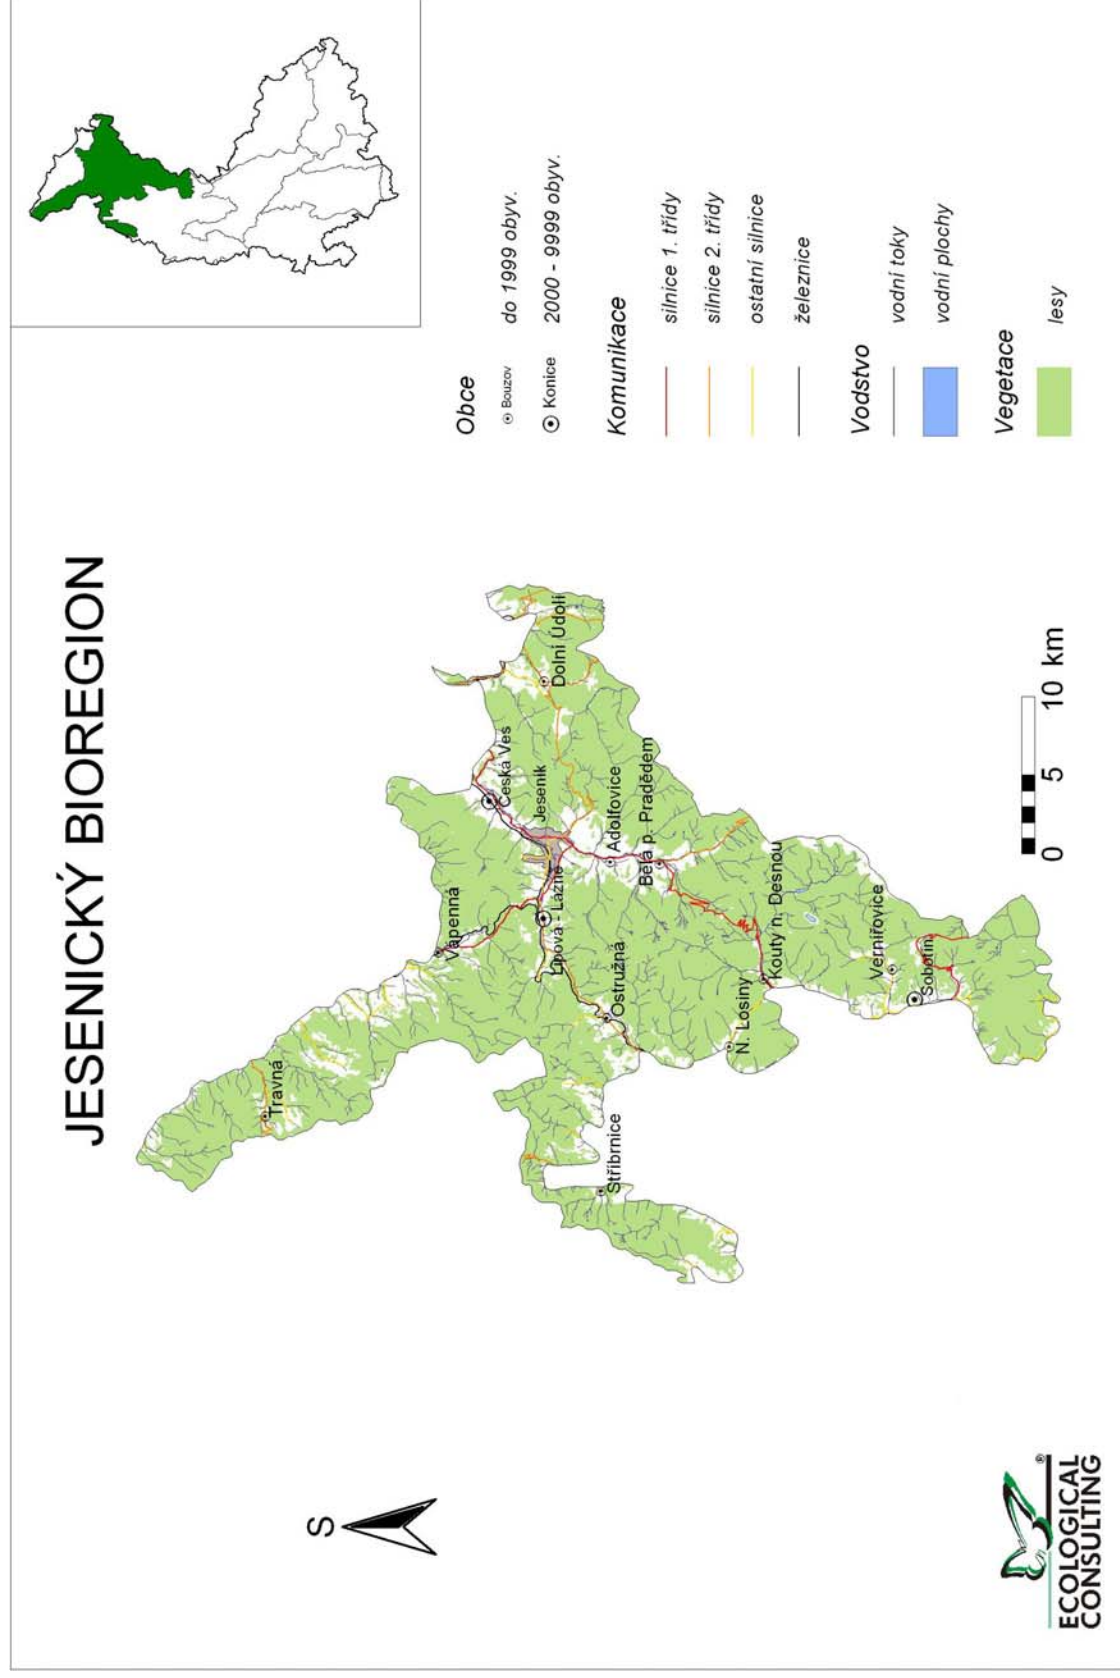 JESENICKÝ BIOREGION
S
Travná
Vápenná
Česká Ves
Jeseník
Lipová - Lázně
Dolní Údolí
Adolfovice
Ostružná
Stříbrnice
Bělá p. Pradědem
N. Losiny
Kouty n. Desnou
Vernířovice
Sobotín
Obce
Bouzov do 1999 obyv.
Konice 2000 - 9999 obyv.
Komunikace
silnice 1. třídy
silnice 2. třídy
ostatní silnice
železnice
Vodstvo
vodní toky
vodní plochy
Vegetace
lesy
0 5 10 km
®
ECOLOGICAL
CONSULTING